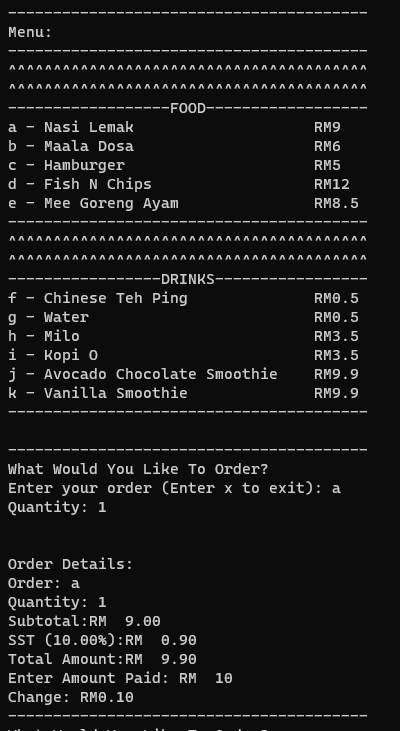 ----------------------------------------
Menu:
----------------------------------------
^^^^^^^^^^^^^^^^^^^^^^^^^^^^^^^^^^^^^^^^
^^^^^^^^^^^^^^^^^^^^^^^^^^^^^^^^^^^^^^^^
------------------FOOD------------------
a - Nasi Lemak                    RM9
b - Maala Dosa                    RM6
c - Hamburger                     RM5
d - Fish N Chips                  RM12
e - Mee Goreng Ayam               RM8.5
----------------------------------------
^^^^^^^^^^^^^^^^^^^^^^^^^^^^^^^^^^^^^^^^
^^^^^^^^^^^^^^^^^^^^^^^^^^^^^^^^^^^^^^^^
-----------------DRINKS-----------------
f - Chinese Teh Ping              RM0.5
g - Water                         RM0.5
h - Milo                          RM3.5
i - Kopi O                        RM3.5
j - Avocado Chocolate Smoothie    RM9.9
k - Vanilla Smoothie              RM9.9
----------------------------------------
----------------------------------------
What Would You Like To Order?
Enter your order (Enter x to exit): a
Quantity: 1
Order Details:
Order: a
Quantity: 1
Subtotal:RM  9.00
SST (10.00%):RM  0.90
Total Amount:RM  9.90
Enter Amount Paid: RM  10
Change: RM0.10
----------------------------------------